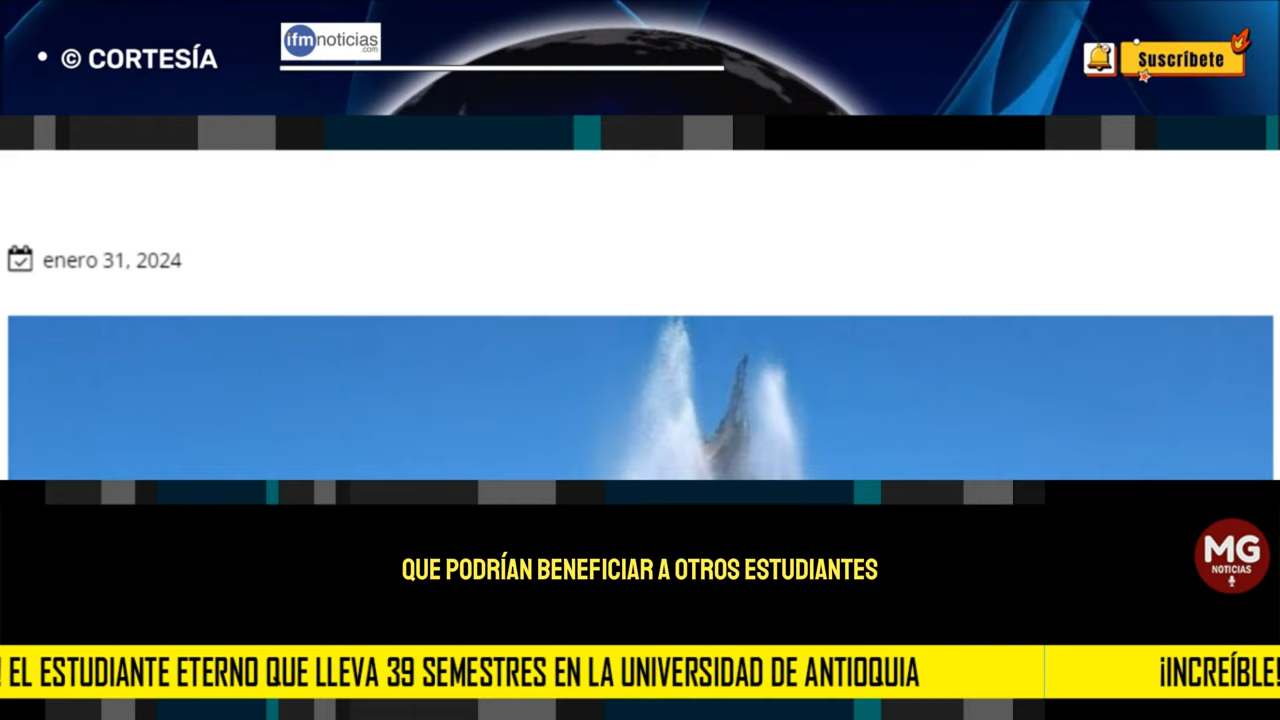 • © CORTESÍA
ifmnoticias
.com
Suscríbete
enero 31, 2024
QUE PODRÍAN BENEFICIAR A OTROS ESTUDIANTES
MG
NOTICIAS
! EL ESTUDIANTE ETERNO QUE LLEVA 39 SEMESTRES EN LA UNIVERSIDAD DE ANTIOQUIA ¡INCREÍBLE!